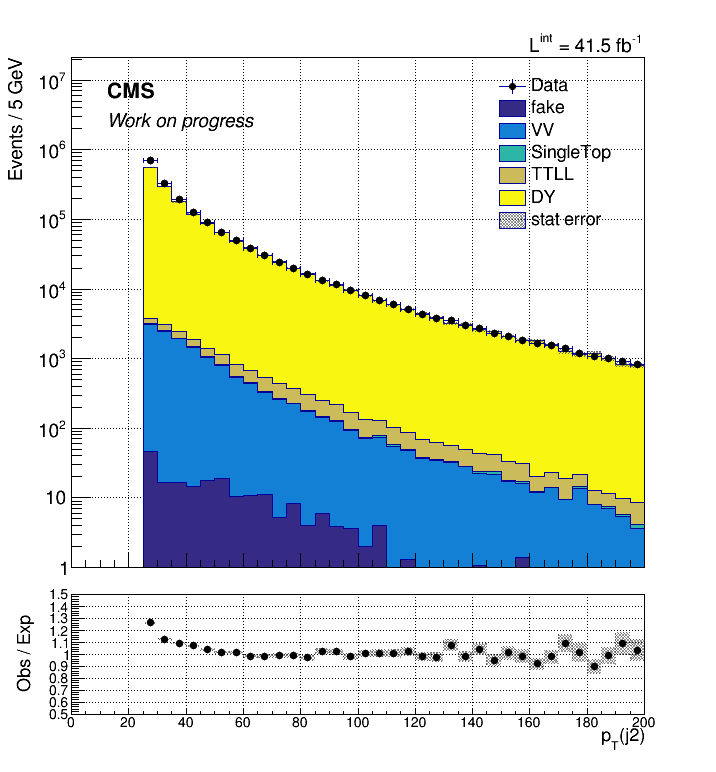 L^int = 41.5 fb^-1
Events / 5 GeV
10^7
10^6
10^5
10^4
10^3
10^2
10
1
CMS
Work on progress
Data
fake
VV
SingleTop
TTLL
DY
stat error
Obs / Exp
1.5
1.4
1.3
1.2
1.1
1
0.9
0.8
0.7
0.6
0.5
0 20 40 60 80 100 120 140 160 180 200
p_T(j2)